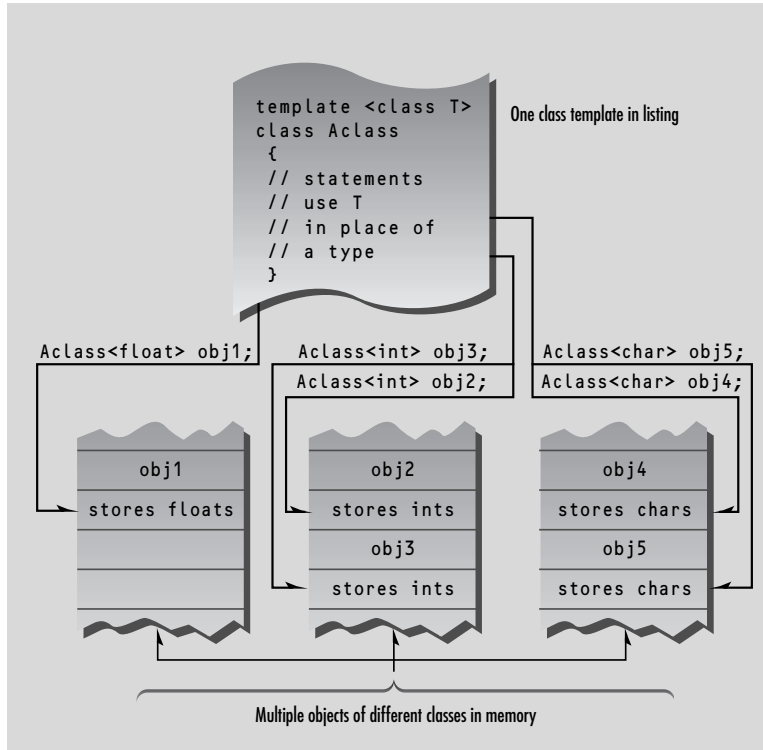 template <class T>
class Aclass
{
// statements
// use T
// in place of
// a type
}
One class template in listing
Aclass<float> obj1;
Aclass<int> obj3;
Aclass<int> obj2;
Aclass<char> obj5;
Aclass<char> obj4;
obj1
stores floats
obj2
stores ints
obj3
stores ints
obj4
stores chars
obj5
stores chars
Multiple objects of different classes in memory